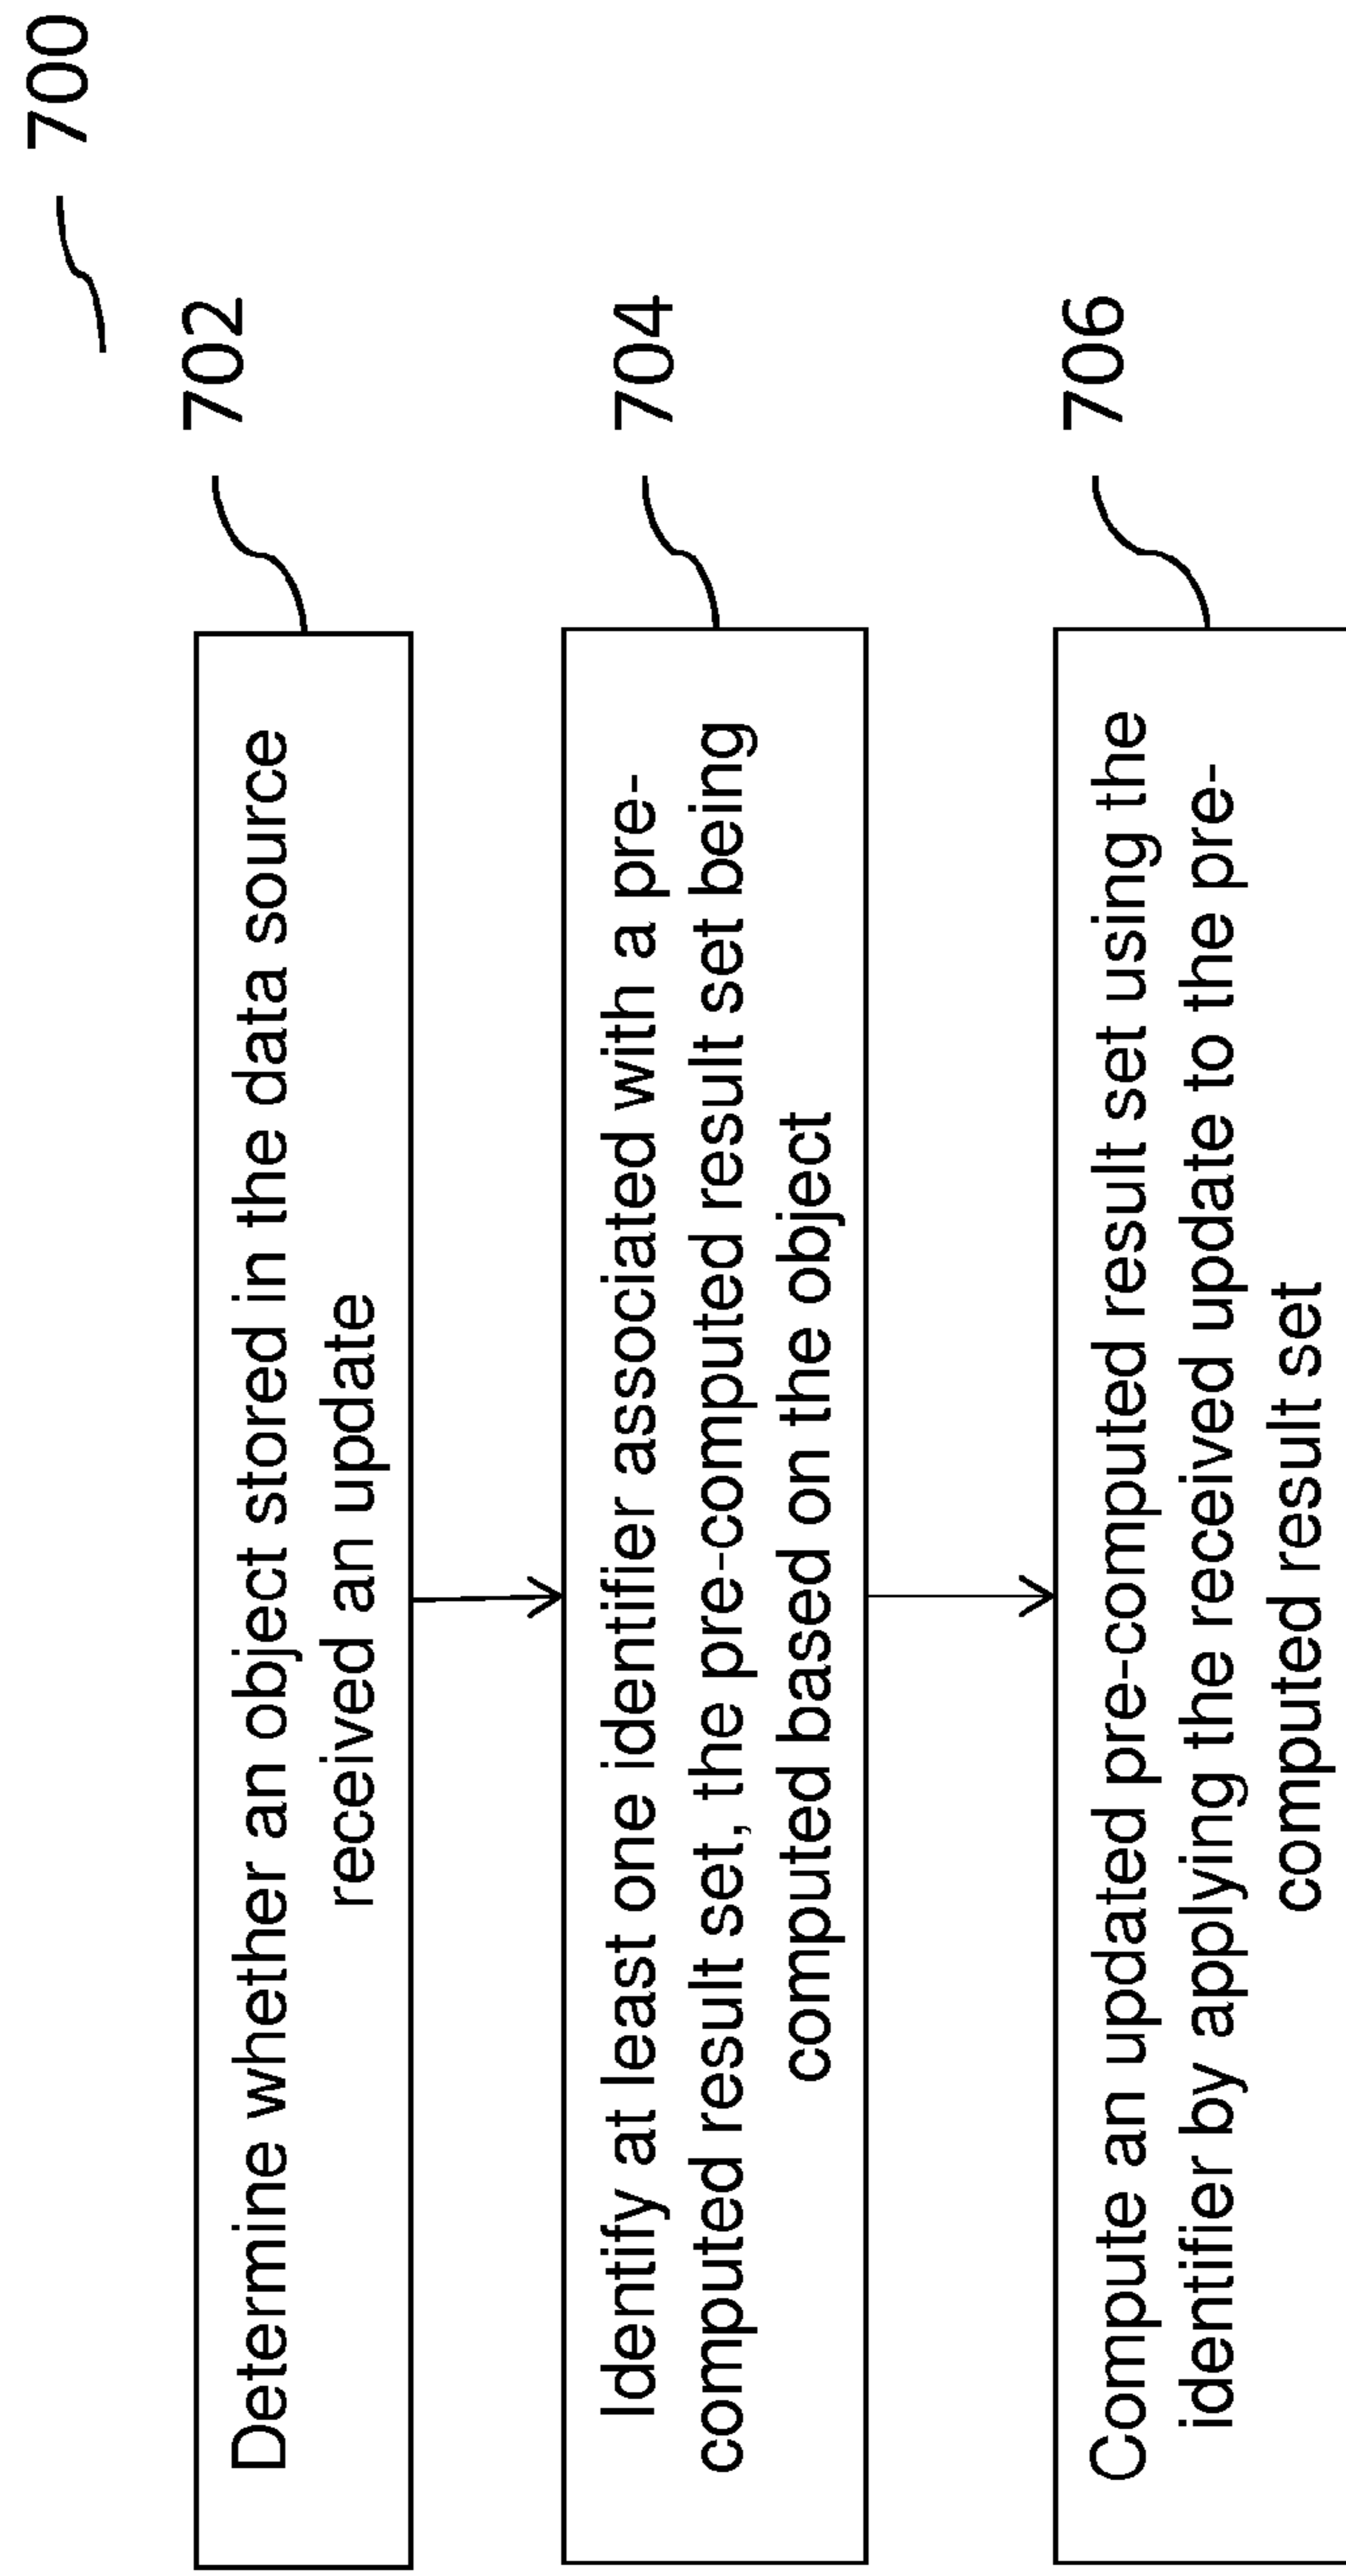 700
702
Determine whether an object stored in the data source
received an update
704
Identify at least one identifier associated with a pre-
computed result set, the pre-computed result set being
computed based on the object
706
Compute an updated pre-computed result set using the
identifier by applying the received update to the pre-
computed result set